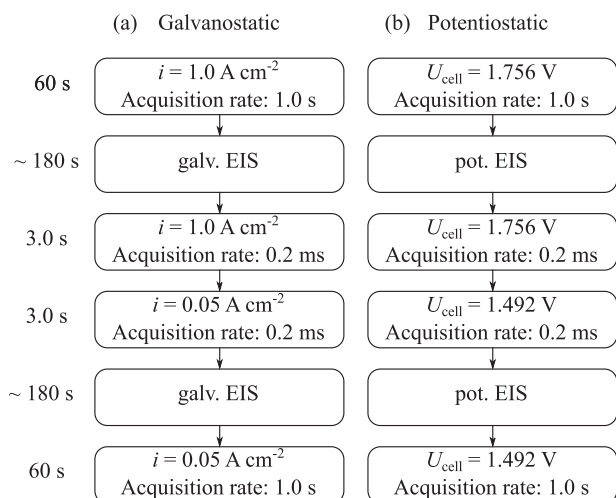 (a) Galvanostatic (b) Potentiostatic
60 s
i = 1.0 A cm-2
Acquisition rate: 1.0 s
Ucell = 1.756 V
Acquisition rate: 1.0 s
~ 180 s
galv. EIS
pot. EIS
3.0 s
i = 1.0 A cm-2
Acquisition rate: 0.2 ms
Ucell = 1.756 V
Acquisition rate: 0.2 ms
3.0 s
i = 0.05 A cm-2
Acquisition rate: 0.2 ms
Ucell = 1.492 V
Acquisition rate: 0.2 ms
~ 180 s
galv. EIS
pot. EIS
60 s
i = 0.05 A cm-2
Acquisition rate: 1.0 s
Ucell = 1.492 V
Acquisition rate: 1.0 s